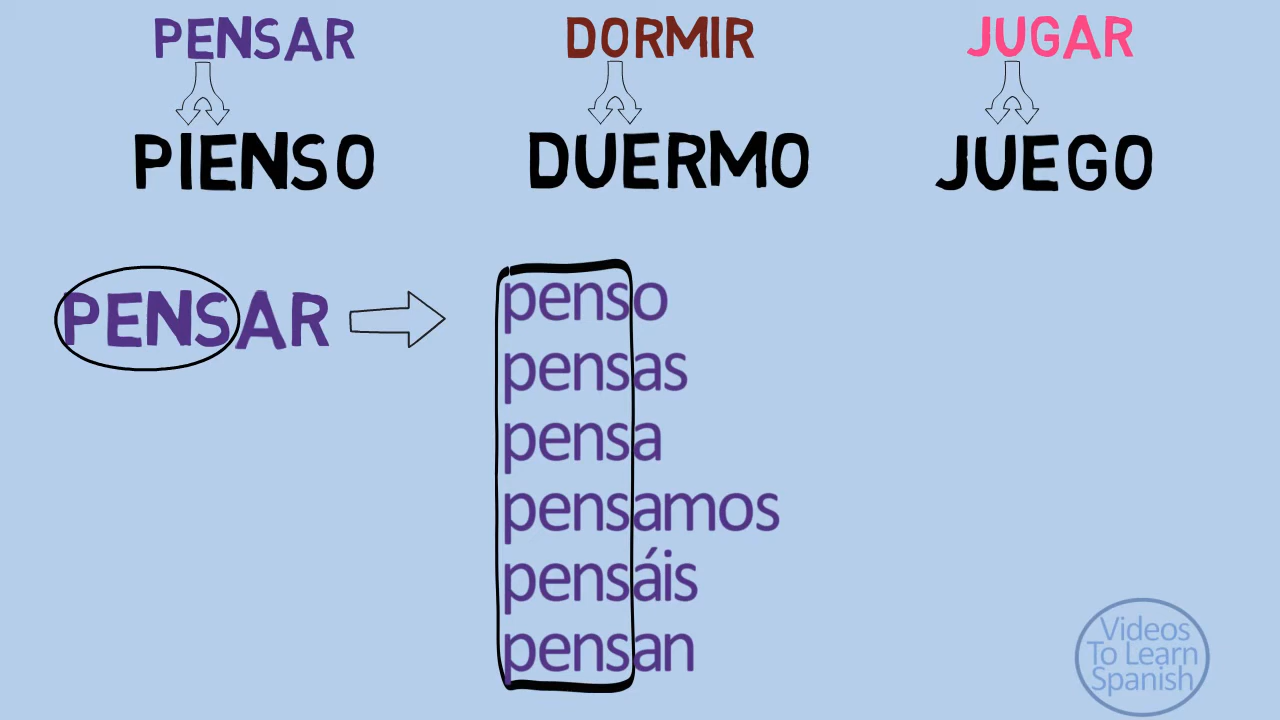 PENSAR DORMIR JUGAR
PIENSO DUERMO JUEGO
PENSAR
penso
pensas
pensa
pensamos
pensáis
pensan
Videos
To Learn
Spanish